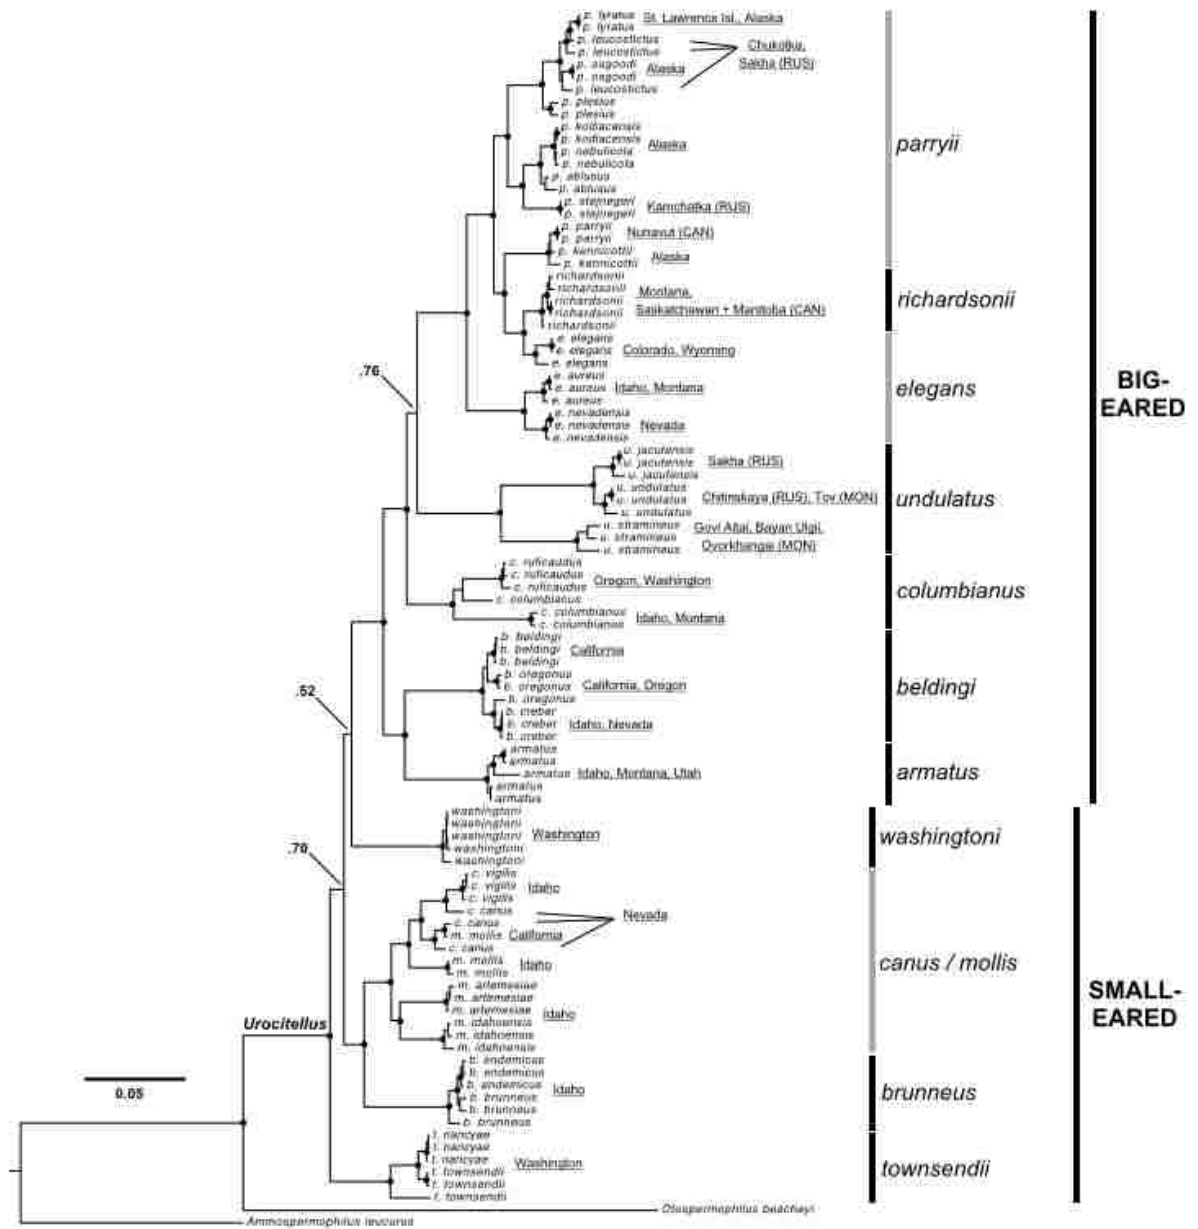 p. lyratus St. Lawrence Isl., Alaska
p. lyratus
p. leucostictus
p. leucostictus
Chukotka,
Sakha (RUS)
p. osgoodi
p. osgoodi
Alaska
p. leucostictus
p. plesius
p. plesius
p. kodiacensis
p. kodiacensis
p. nebulicola Alaska
p. nebulicola
p. ablusus
p. ablusus
p. stejnegeri
p. stejnegeri
Kamchatka (RUS)
p. parryii
p. parryii
Nunavut (CAN)
p. kennicottii
p. kennicottii
Alaska
parryii
richardsonii
richardsonii
richardsonii
richardsonii
richardsonii
Montana,
Saskatchewan + Manitoba (CAN)
richardsonii
e. elegans
e. elegans Colorado, Wyoming
e. elegans
e. aureus
e. aureus Idaho, Montana
e. aureus
e. nevadensis
e. nevadensis Nevada
e. nevadensis
elegans
.76
BIG-
EARED
u. jacutensis
u. jacutensis Sakha (RUS)
u. jacutensis
u. undulatus
u. undulatus Chitinskaya (RUS), Tov (MON)
u. undulatus
u. stramineus
u. stramineus
u. stramineus
Govi Altai, Bayan Ulgii,
Ovorkhangai (MON)
undulatus
c. ruficaudus
c. ruficaudus
c. ruficaudus
Oregon, Washington
c. columbianus
c. columbianus
c. columbianus
Idaho, Montana
columbianus
b. beldingi
b. beldingi California
b. beldingi
b. oregonus
b. oregonus California, Oregon
b. oregonus
b. creber
b. creber Idaho, Nevada
b. creber
beldingi
.52
armatus
armatus
armatus Idaho, Montana, Utah
armatus
armatus
armatus
washingtoni
washingtoni
washingtoni Washington
washingtoni
washingtoni
washingtoni
.70
c. vigilis
c. vigilis Idaho
c. vigilis
c. canus
c. canus
Nevada
m. mollis California
c. canus
m. mollis
m. mollis
Idaho
m. artemesiae
m. artemesiae
m. artemesiae
Idaho
m. idahoensis
m. idahoensis
m. idahoensis
canus / mollis
SMALL-
EARED
Urocitellus
0.05
b. endemicus
b. endemicus
b. endemicus
Idaho
b. brunneus
b. brunneus
b. brunneus
brunneus
t. nancyae
t. nancyae
t. nancyae
Washington
t. townsendii
t. townsendii
t. townsendii
townsendii
Otospermophilus beecheyi
Ammospermophilus leucurus